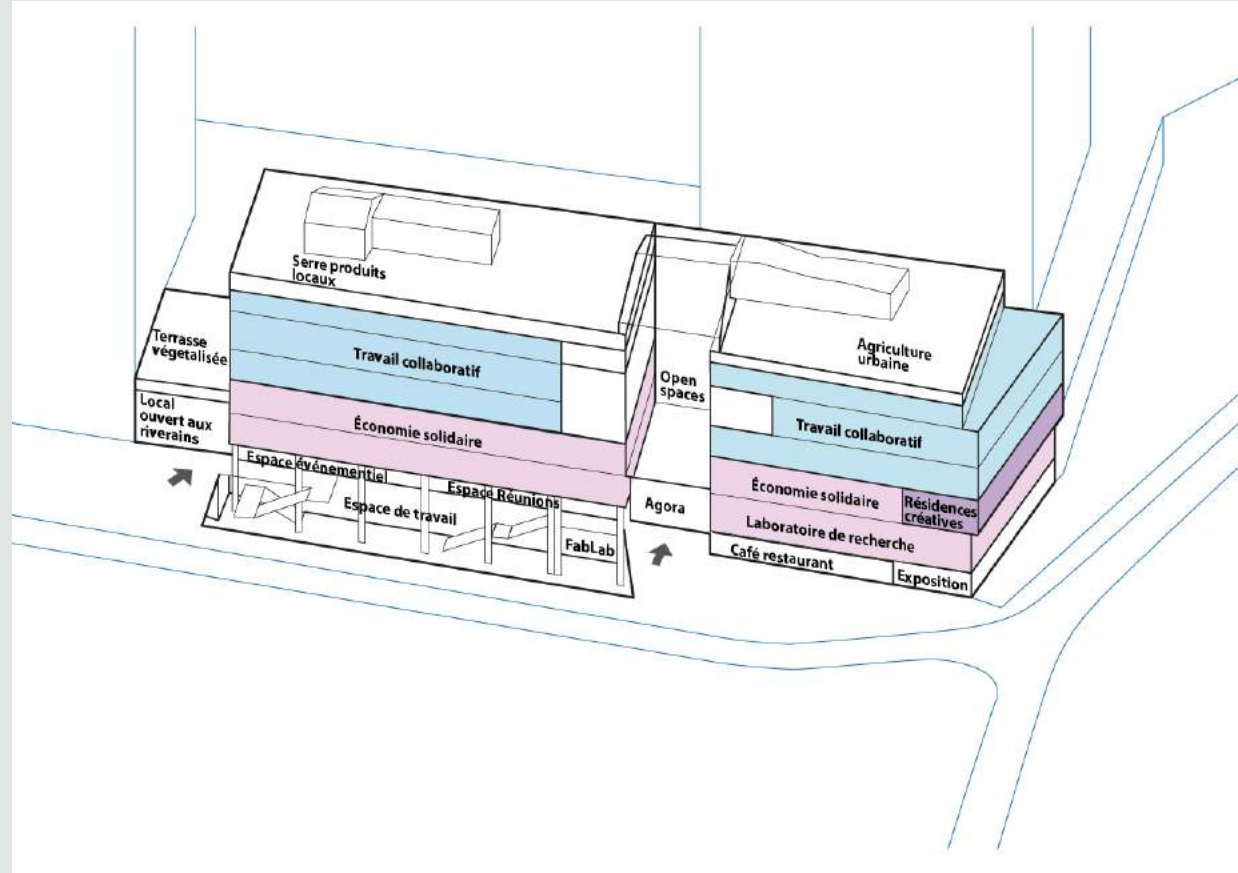 Serre produits
locaux
Terrasse
végetalisée
Travail collaboratif
Local
ouvert aux
riverains
Économie solidaire
Espace événementiel
Espace Réunions
Espace de travail
FabLab
Open
spaces
Agora
Agriculture
urbaine
Travail collaboratif
Économie solidaire
Résidences
créatives
Laboratoire de recherche
Café restaurant
Exposition